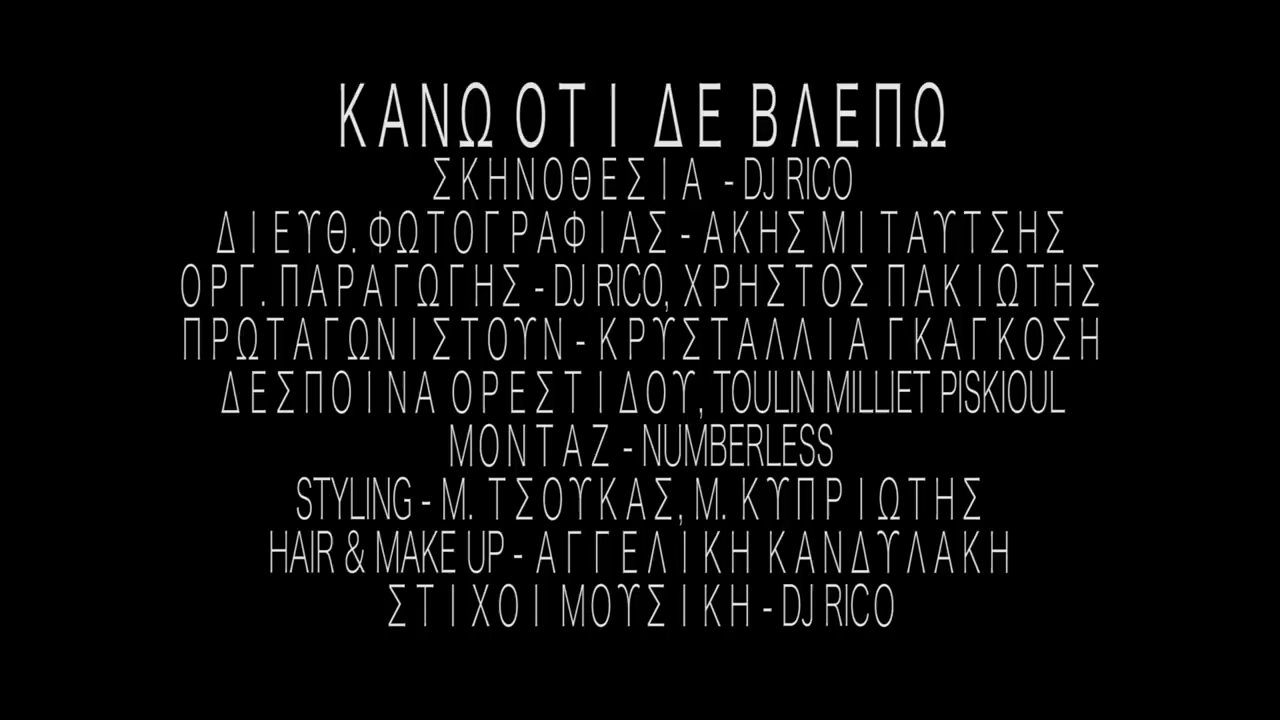 ΚΑΝΩ ΟΤΙ ΔΕ ΒΛΕΠΩ
ΣΚΗΝΟΘΕΣΙΑ - DJ RICO
ΔΙΕΥΘ. ΦΩΤΟΓΡΑΦΙΑΣ - ΑΚΗΣ ΜΙΤΑΥΤΣΗΣ
ΟΡΓ. ΠΑΡΑΓΩΓΗΣ - DJ RICO, ΧΡΗΣΤΟΣ ΠΑΚΙΩΤΗΣ
ΠΡΩΤΑΓΩΝΙΣΤΟΥΝ - ΚΡΥΣΤΑΛΛΙΑ ΓΚΑΓΚΟΣΗ
ΔΕΣΠΟΙΝΑ ΟΡΕΣΤΙΔΟΥ, TOULIN MILLIET PISKIOUL
ΜΟΝΤΑΖ - NUMBERLESS
STYLING - Μ. ΤΣΟΥΚΑΣ, Μ. ΚΥΠΡΙΩΤΗΣ
HAIR & MAKE UP - ΑΓΓΕΛΙΚΗ ΚΑΝΔΥΛΑΚΗ
ΣΤΙΧΟΙ ΜΟΥΣΙΚΗ - DJ RICO